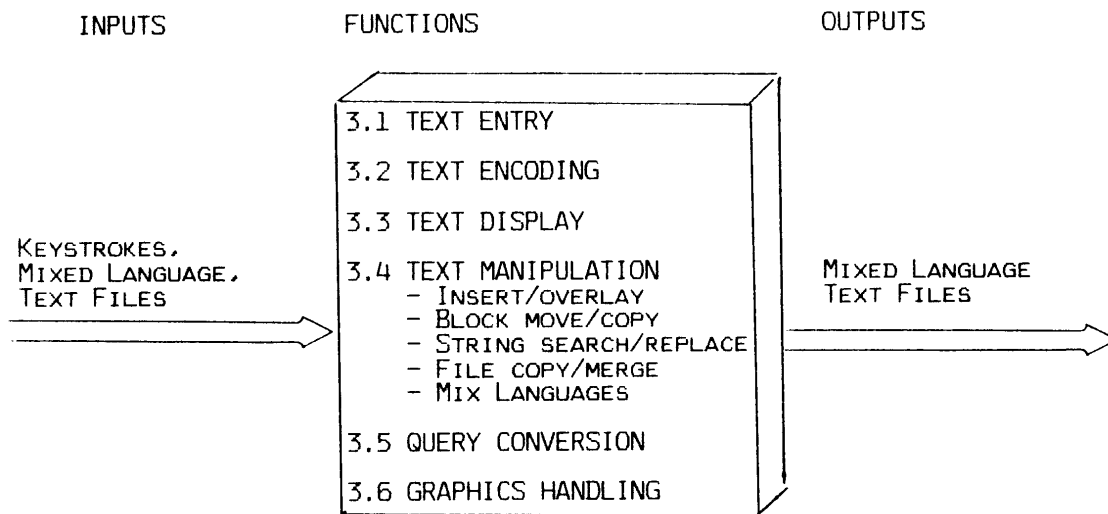 INPUTS FUNCTIONS OUTPUTS
KEYSTROKES,
MIXED LANGUAGE,
TEXT FILES
3.1 TEXT ENTRY
3.2 TEXT ENCODING
3.3 TEXT DISPLAY
3.4 TEXT MANIPULATION
- INSERT/OVERLAY
- BLOCK MOVE/COPY
- STRING SEARCH/REPLACE
- FILE COPY/MERGE
- MIX LANGUAGES
3.5 QUERY CONVERSION
3.6 GRAPHICS HANDLING
MIXED LANGUAGE
TEXT FILES